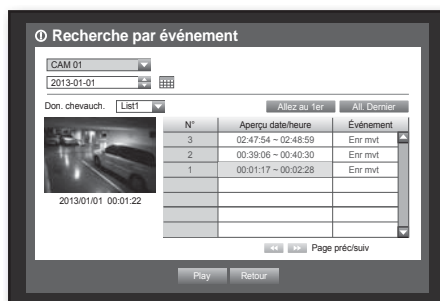 Recherche par événement
CAM 01
2013-01-01
Don. chevauch. List1 Allez au 1er All. Dernier
N° Aperçu date/heure Événement
3 02:47:54 ~ 02:48:59 Enr mvt
2 00:39:06 ~ 00:40:30 Enr mvt
1 00:01:17 ~ 00:02:28 Enr mvt
2013/01/01 00:01:22
Page préc/suiv
Play Retour